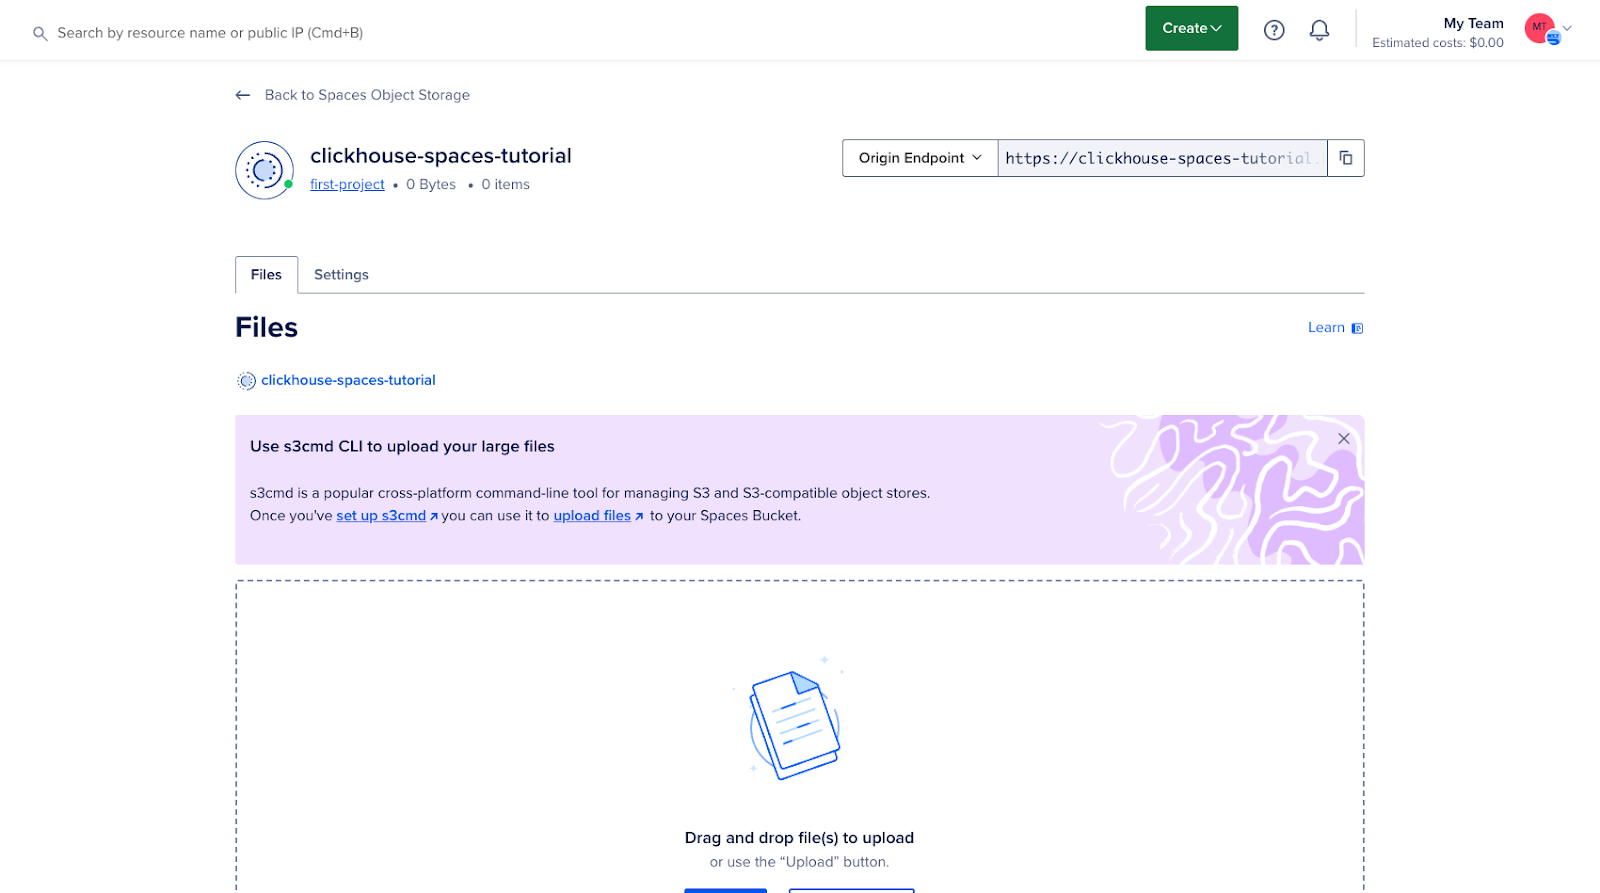 Search by resource name or public IP (Cmd+B)
Create
My Team
Estimated costs: $0.00
MT
Back to Spaces Object Storage
clickhouse-spaces-tutorial
first-project • 0 Bytes • 0 items
Origin Endpoint
https://clickhouse-spaces-tutorial.
Files
Settings
Files
Learn
clickhouse-spaces-tutorial
Use s3cmd CLI to upload your large files
s3cmd is a popular cross-platform command-line tool for managing S3 and S3-compatible object stores.
Once you've set up s3cmd you can use it to upload files to your Spaces Bucket.
Drag and drop file(s) to upload
or use the “Upload” button.